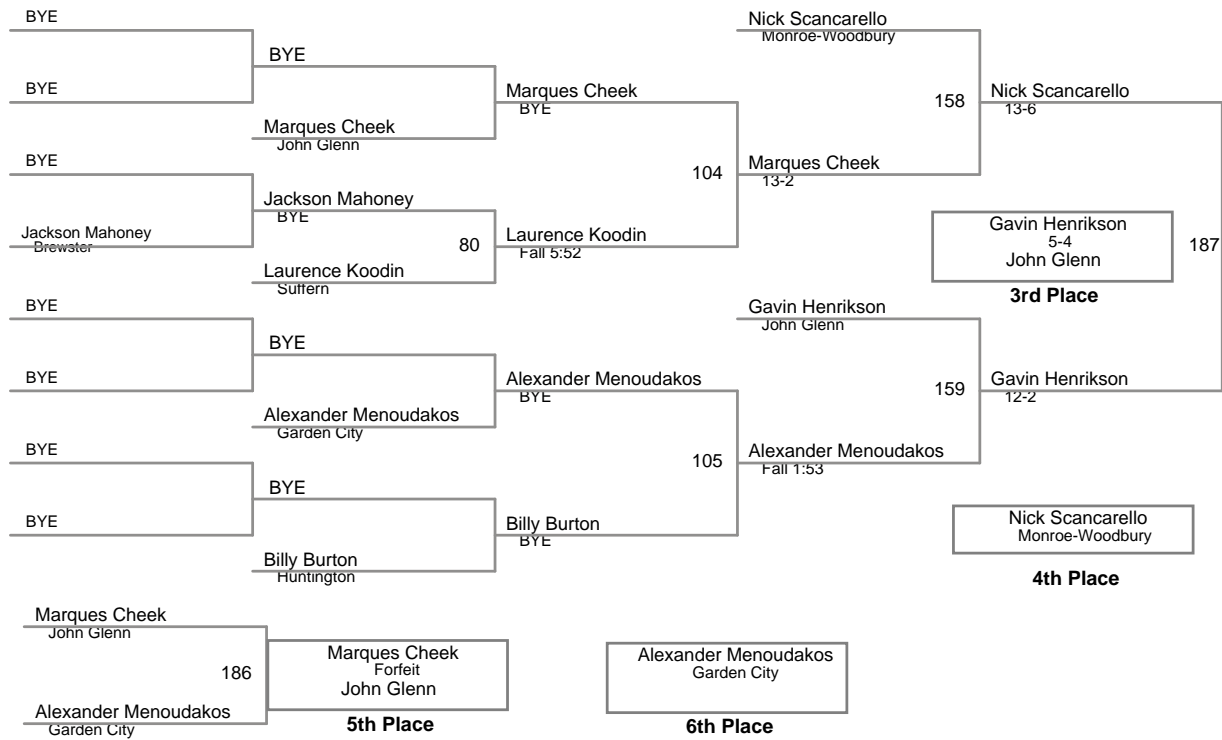 BYE
Nick Scancarello
Monroe-Woodbury
BYE
BYE
Marques Cheek
BYE
158
Nick Scancarello
13-6
Marques Cheek
John Glenn
BYE
104
Marques Cheek
13-2
Jackson Mahoney
BYE
Jackson Mahoney
Brewster
80
Laurence Koodin
Fall 5:52
Gavin Henrikson
5-4
John Glenn
187
3rd Place
Laurence Koodin
Suffern
BYE
Gavin Henrikson
John Glenn
BYE
BYE
Alexander Menoudakos
BYE
159
Gavin Henrikson
12-2
Alexander Menoudakos
Garden City
BYE
105
Alexander Menoudakos
Fall 1:53
BYE
BYE
Billy Burton
BYE
Nick Scancarello
Monroe-Woodbury
4th Place
Billy Burton
Huntington
Marques Cheek
John Glenn
186
Marques Cheek
Forfeit
John Glenn
5th Place
Alexander Menoudakos
Garden City
6th Place
Alexander Menoudakos
Garden City